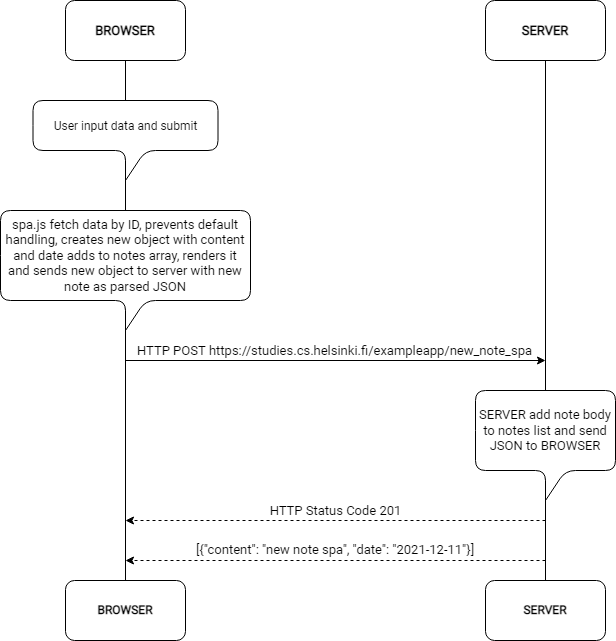 BROWSER
SERVER
User input data and submit
spa.js fetch data by ID, prevents default
handling, creates new object with content
and date adds to notes array, renders it
and sends new object to server with new
note as parsed JSON
HTTP POST https://studies.cs.helsinki.fi/exampleapp/new_note_spa
SERVER add note body
to notes list and send
JSON to BROWSER
HTTP Status Code 201
[{"content": "new note spa", "date": "2021-12-11"}]
BROWSER
SERVER